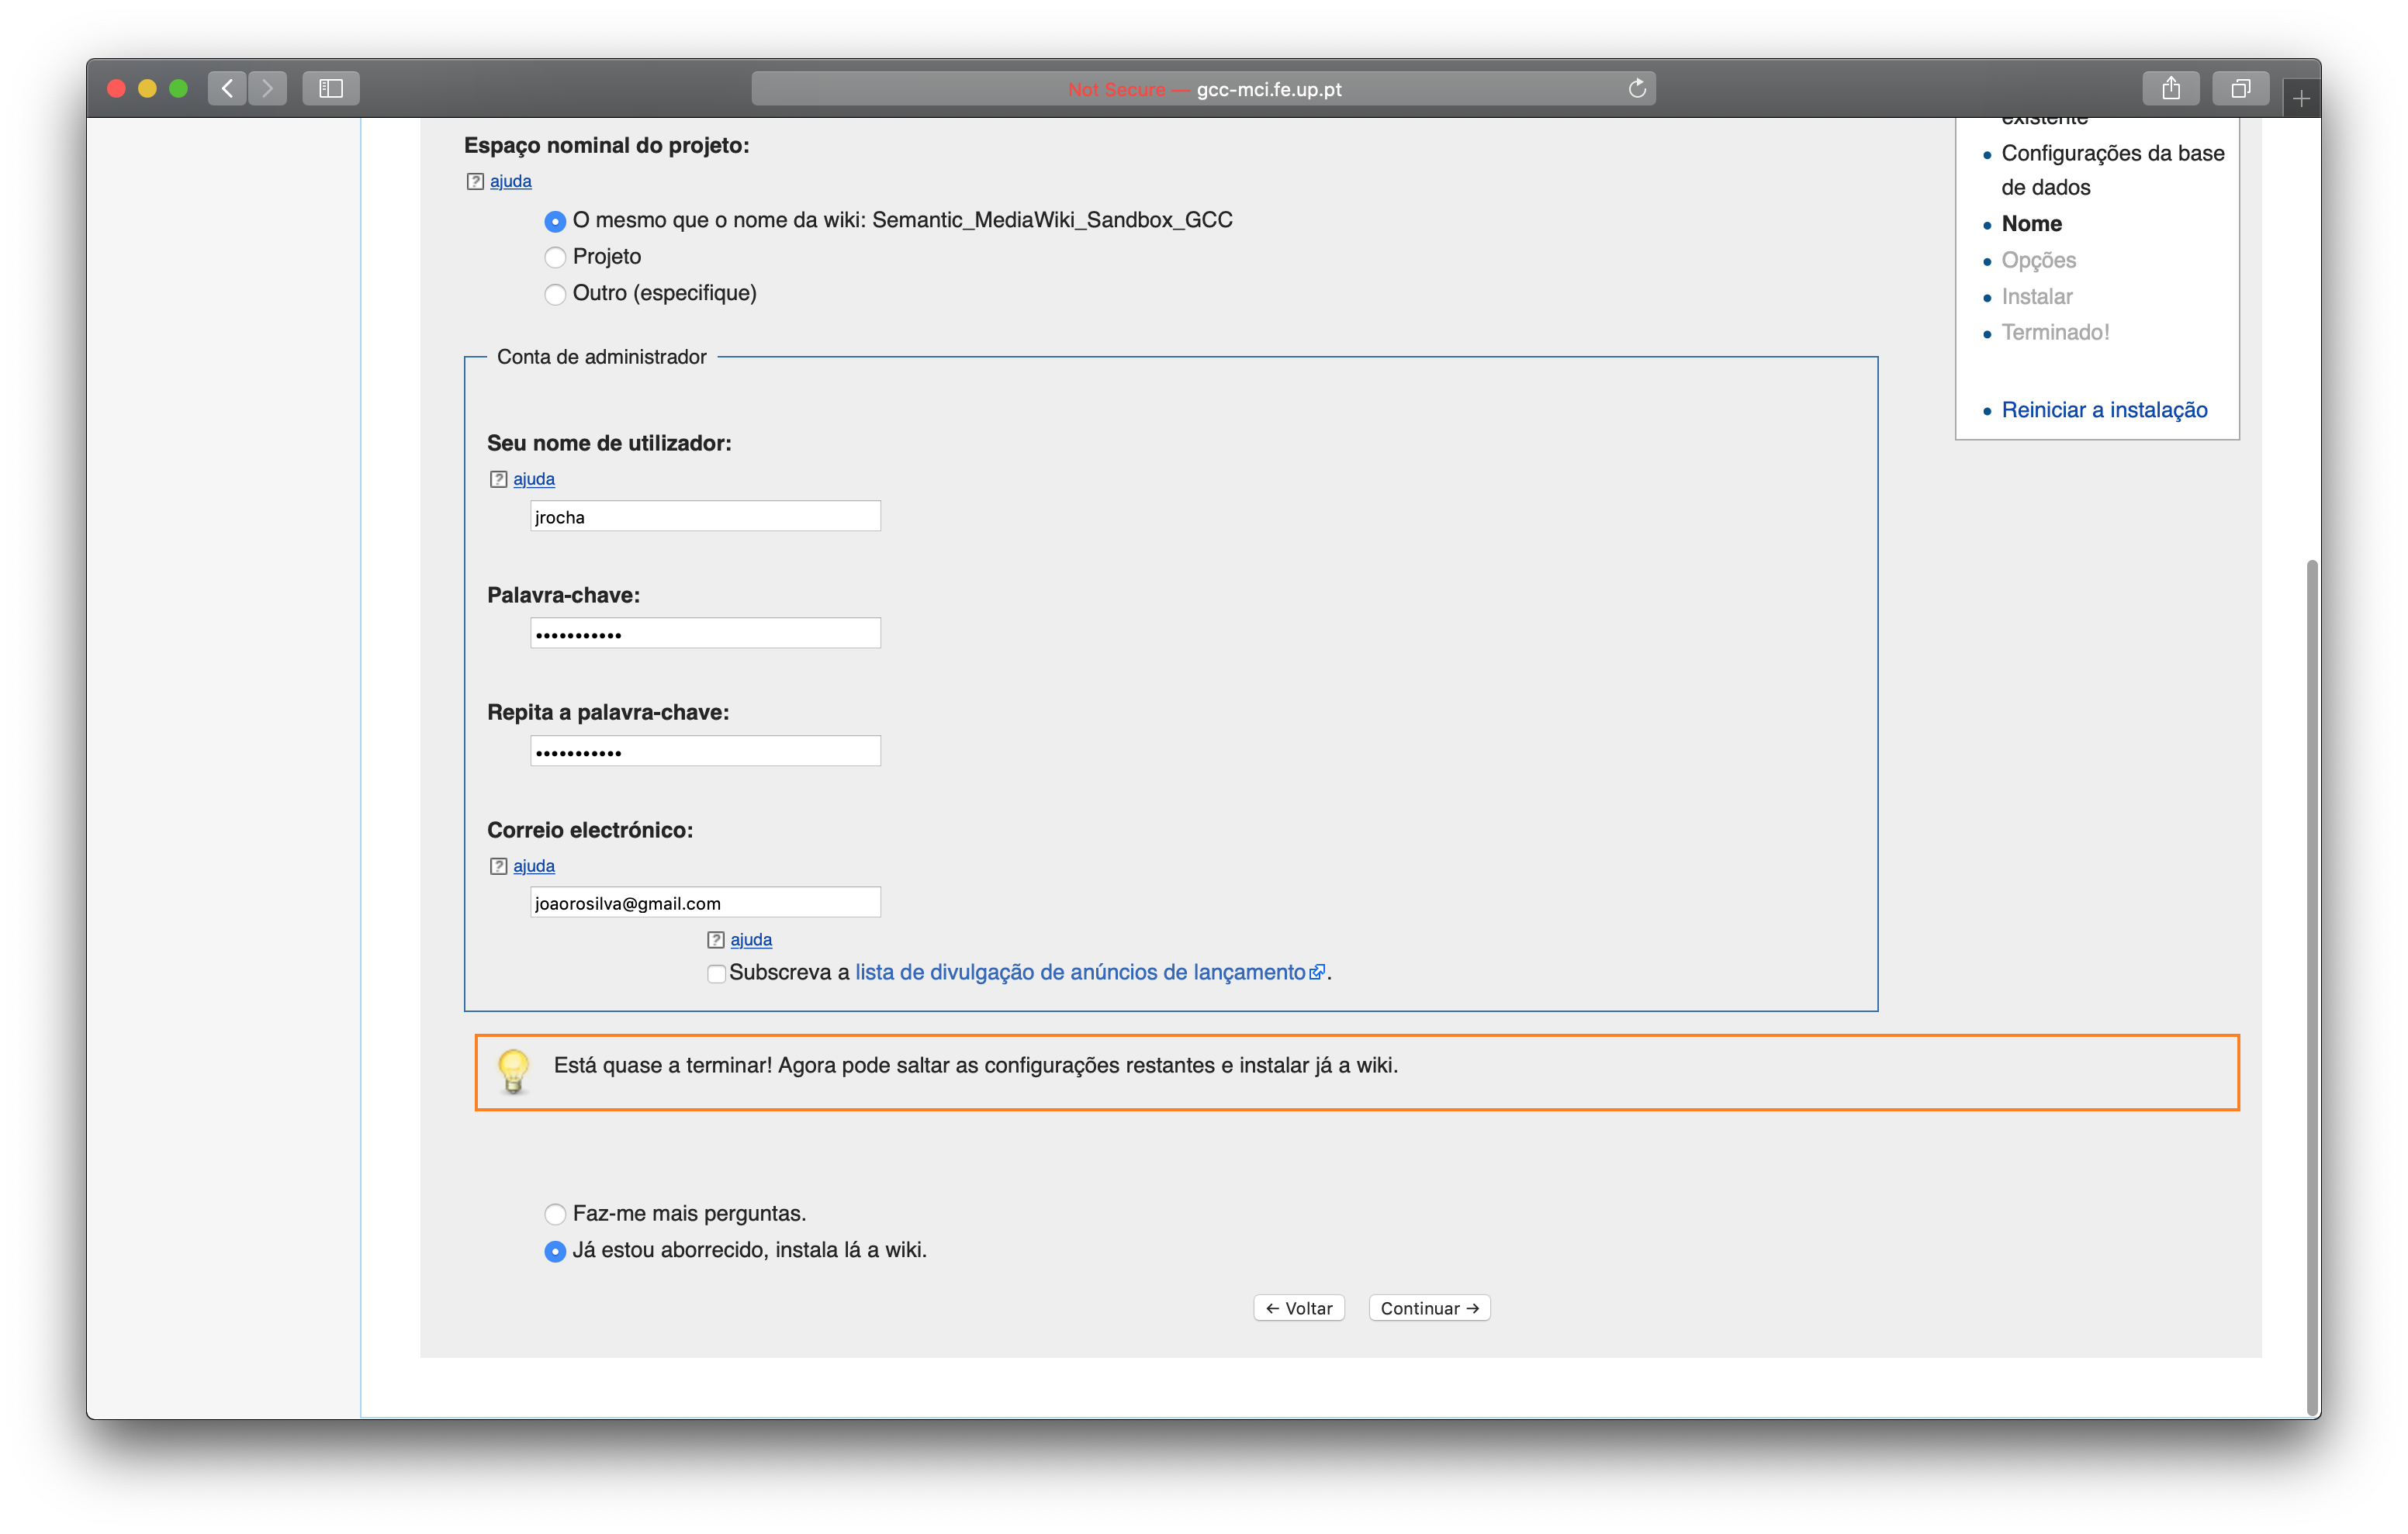 Not Secure — gcc-mci.fe.up.pt
Espaço nominal do projeto:
ajuda
O mesmo que o nome da wiki: Semantic_MediaWiki_Sandbox_GCC
Projeto
Outro (especifique)
Conta de administrador
Seu nome de utilizador:
ajuda
jrocha
Palavra-chave:
•••••••••••
Repita a palavra-chave:
•••••••••••
Correio electrónico:
ajuda
joaorosilva@gmail.com
ajuda
Subscreva a lista de divulgação de anúncios de lançamento.
Está quase a terminar! Agora pode saltar as configurações restantes e instalar já a wiki.
Faz-me mais perguntas.
Já estou aborrecido, instala lá a wiki.
← Voltar
Continuar →
existente
Configurações da base
de dados
Nome
Opções
Instalar
Terminado!
Reiniciar a instalação